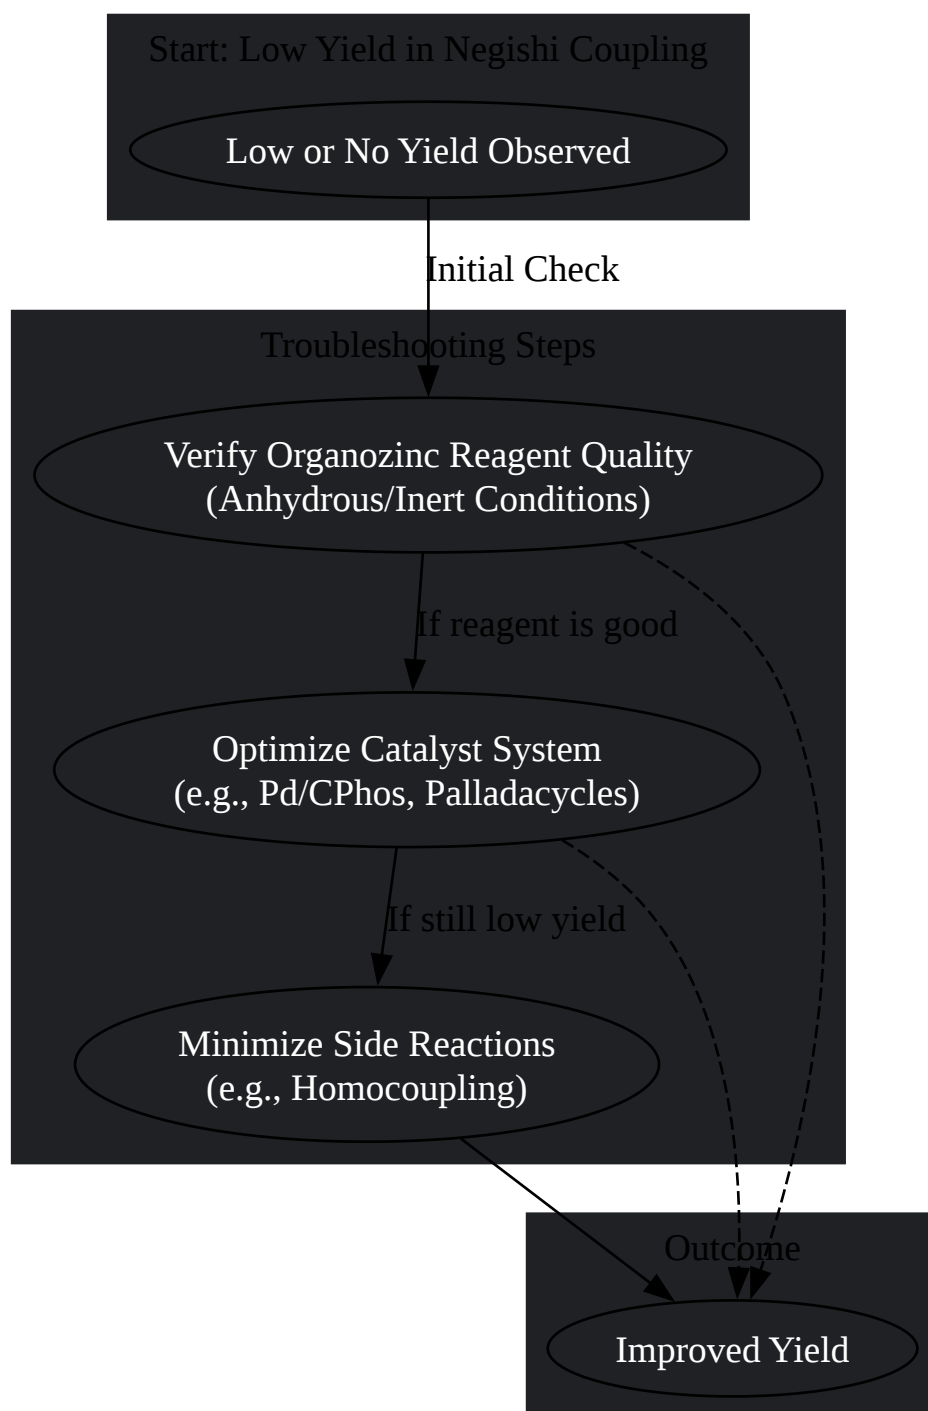 Start: Low Yield in Negishi Coupling
Low or No Yield Observed
Initial Check
Troubleshooting Steps
Verify Organozinc Reagent Quality
(Anhydrous/Inert Conditions)
If reagent is good
Optimize Catalyst System
(e.g., Pd/CPhos, Palladacycles)
If still low yield
Minimize Side Reactions
(e.g., Homocoupling)
Outcome
Improved Yield